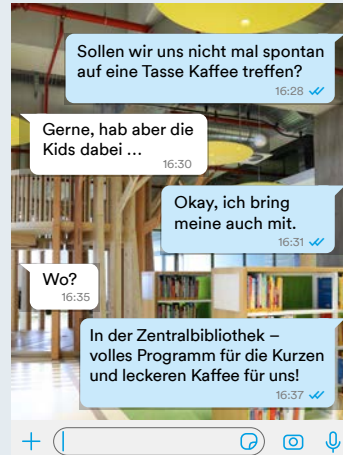 Sollen wir uns nicht mal spontan
auf eine Tasse Kaffee treffen?
16:28
Gerne, hab aber die
Kids dabei ...
16:30
Okay, ich bring
meine auch mit.
16:31
Wo?
16:35
In der Zentralbibliothek –
volles Programm für die Kurzen
und leckeren Kaffee für uns!
16:37